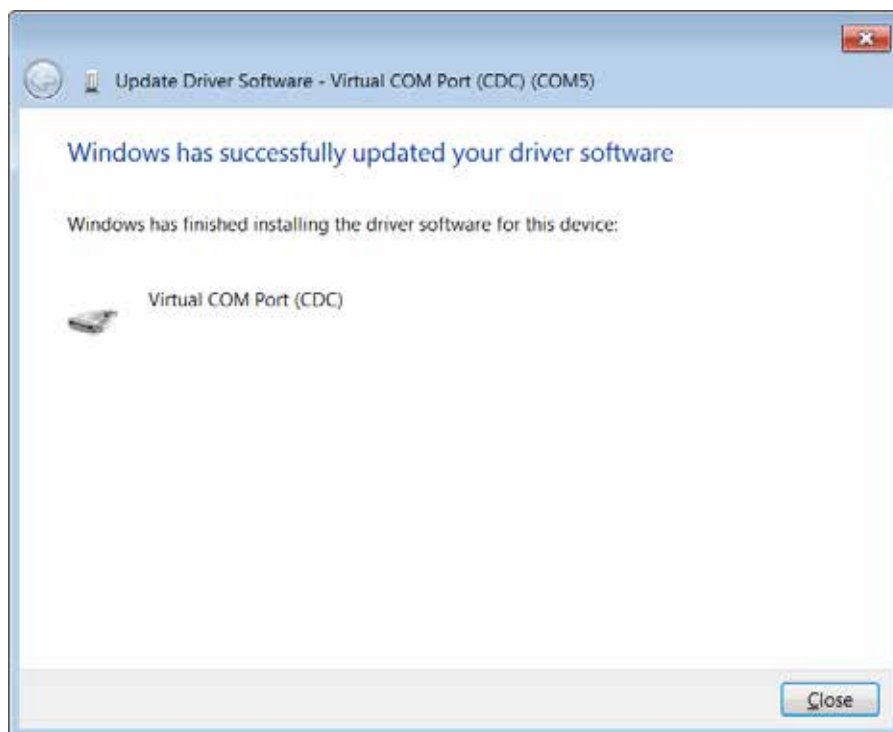 Update Driver Software - Virtual COM Port (CDC) (COM5)
Windows has successfully updated your driver software
Windows has finished installing the driver software for this device:
Virtual COM Port (CDC)
Close